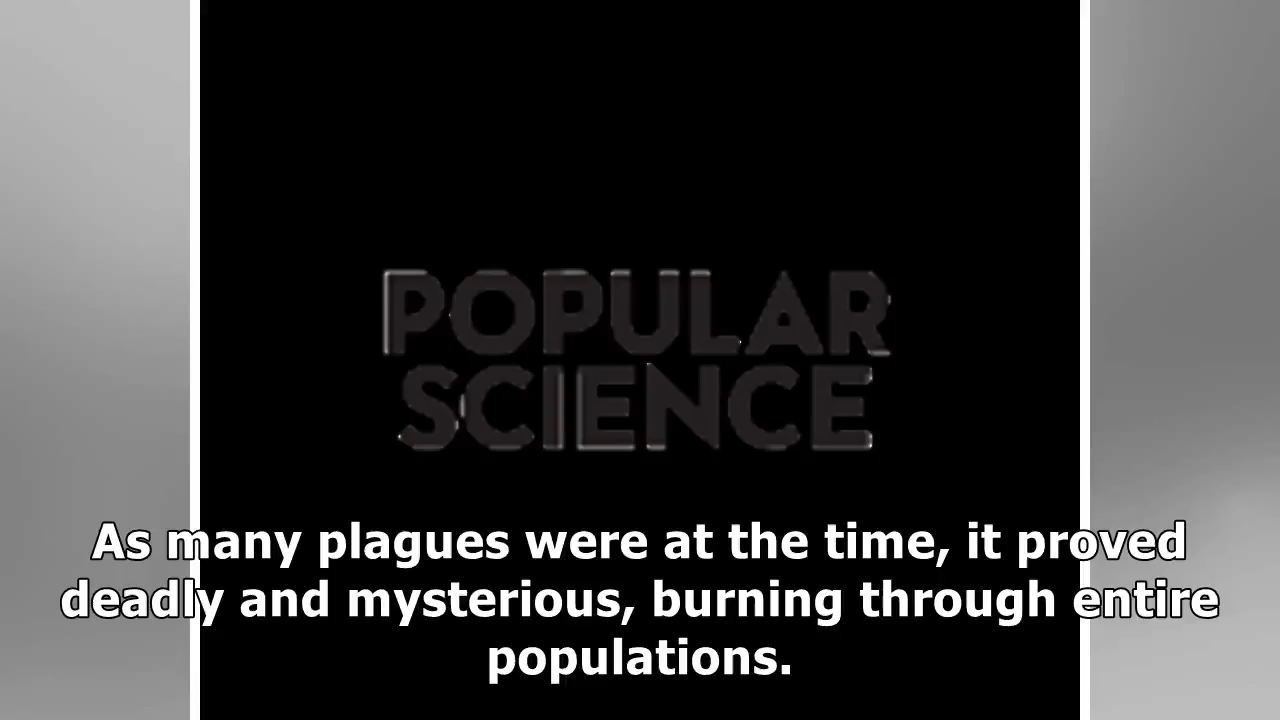 POPULAR
SCIENCE
As many plagues were at the time, it proved
deadly and mysterious, burning through entire
populations.